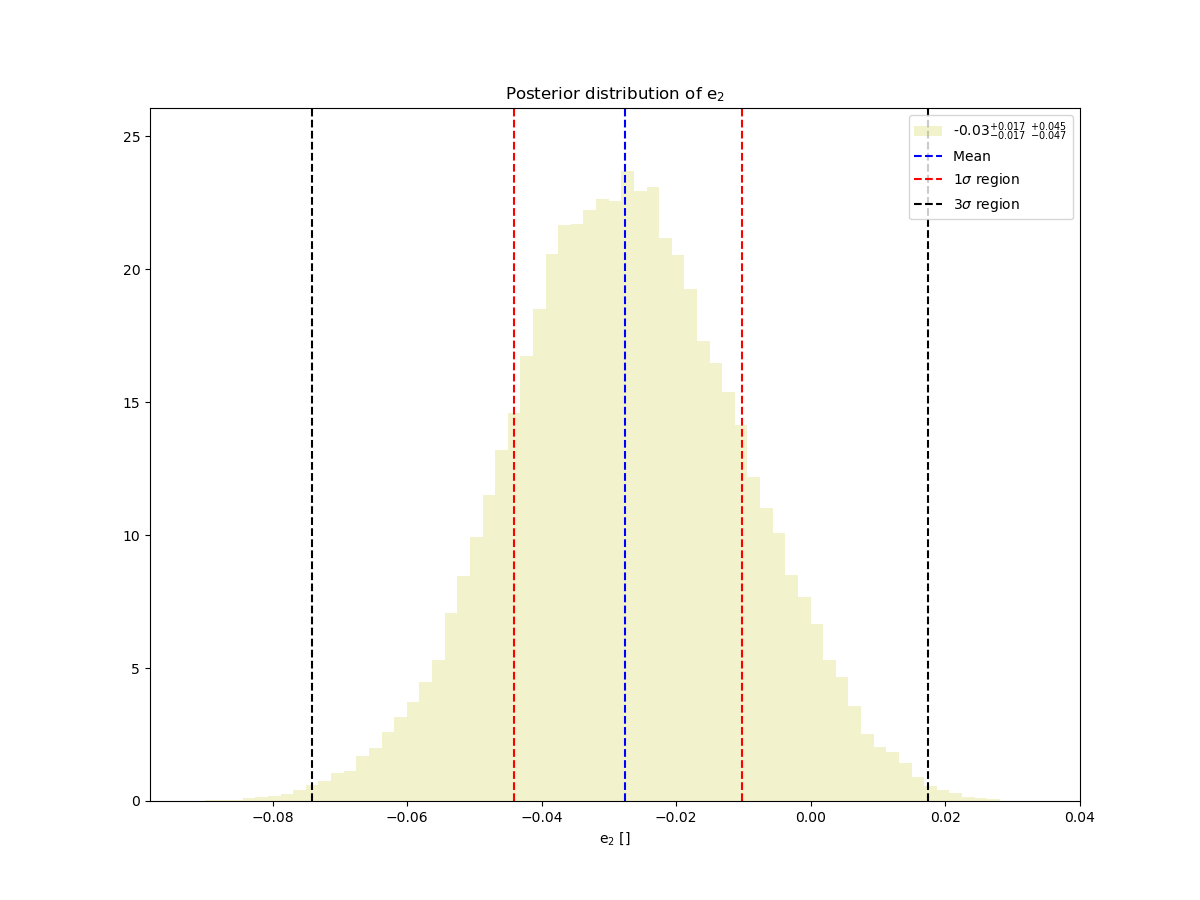 Posterior distribution of e₂
25
20
15
10
5
0
-0.03 +0.017 −0.017 +0.045 −0.047
Mean
1σ region
3σ region
−0.08 −0.06 −0.04 −0.02 0.00 0.02 0.04
e₂ []